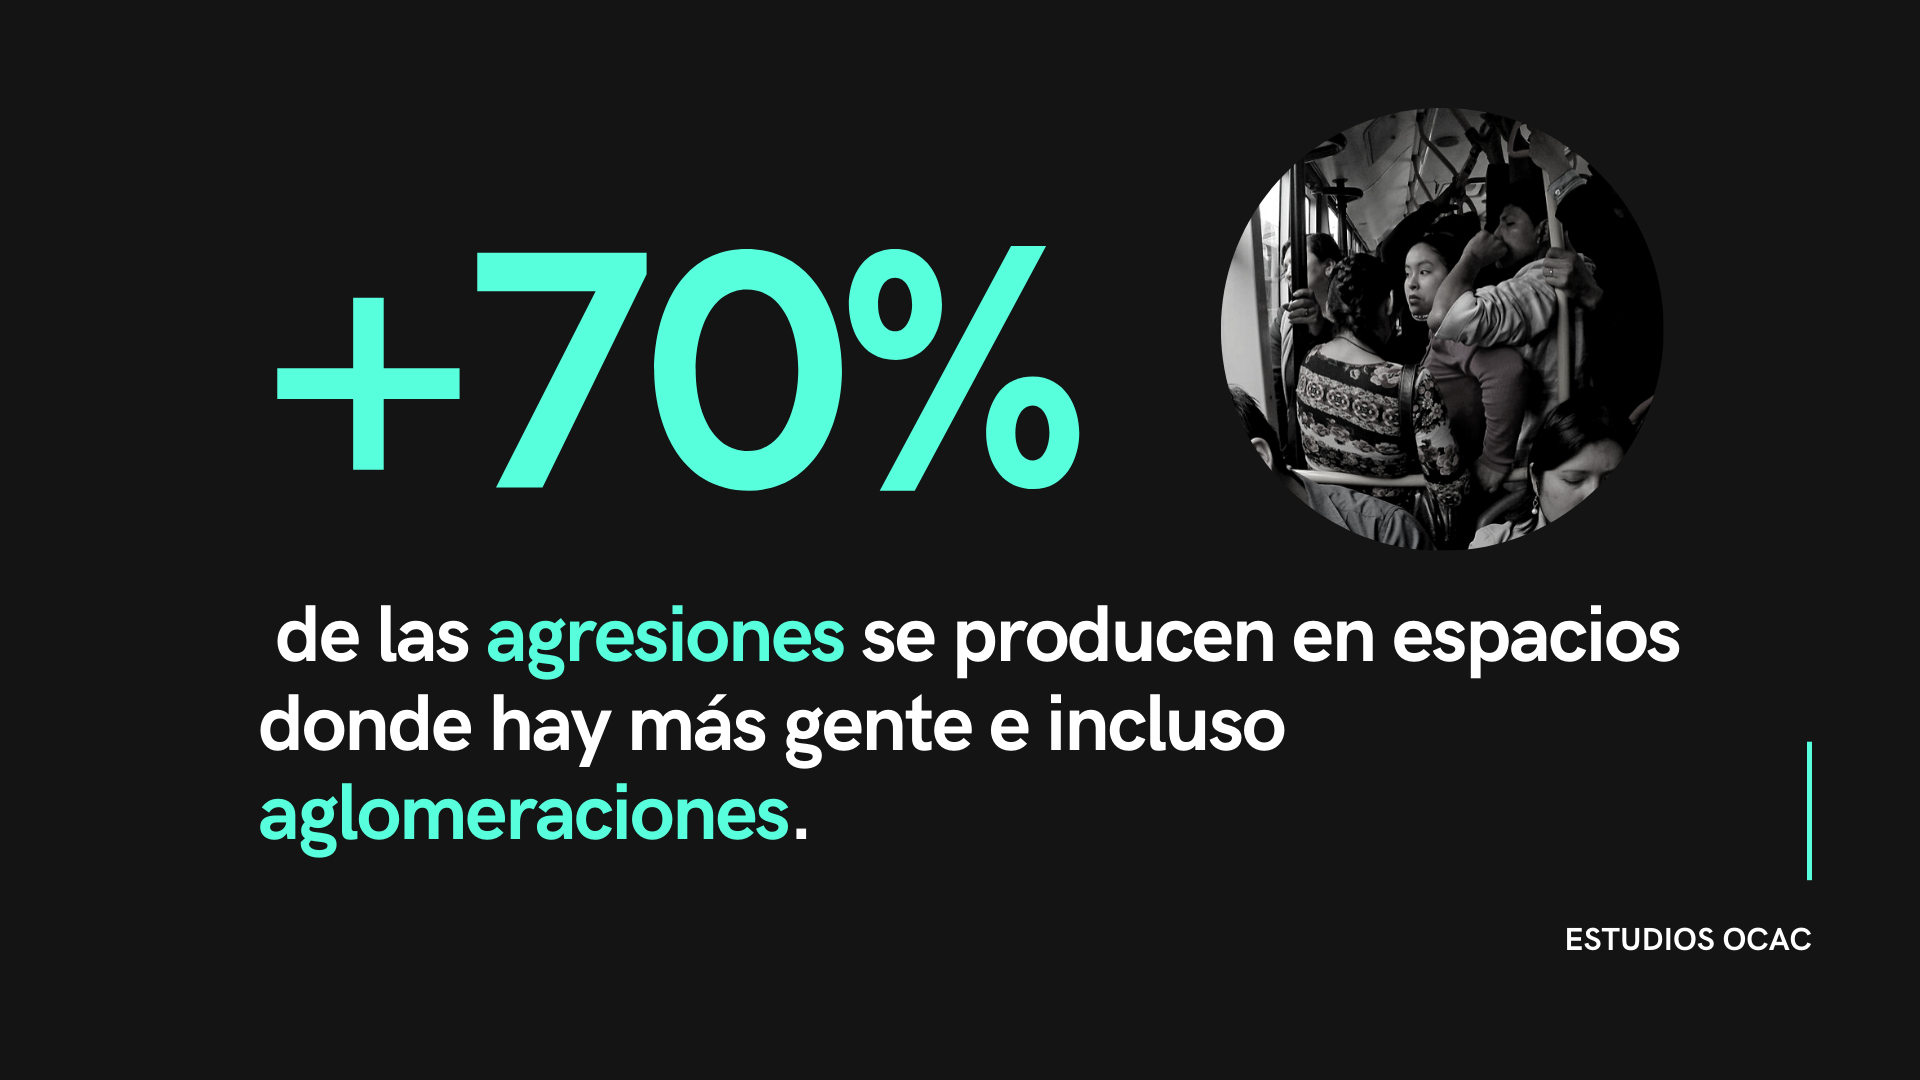 +70%
de las agresiones se producen en espacios
donde hay más gente e incluso
aglomeraciones.
ESTUDIOS OCAC